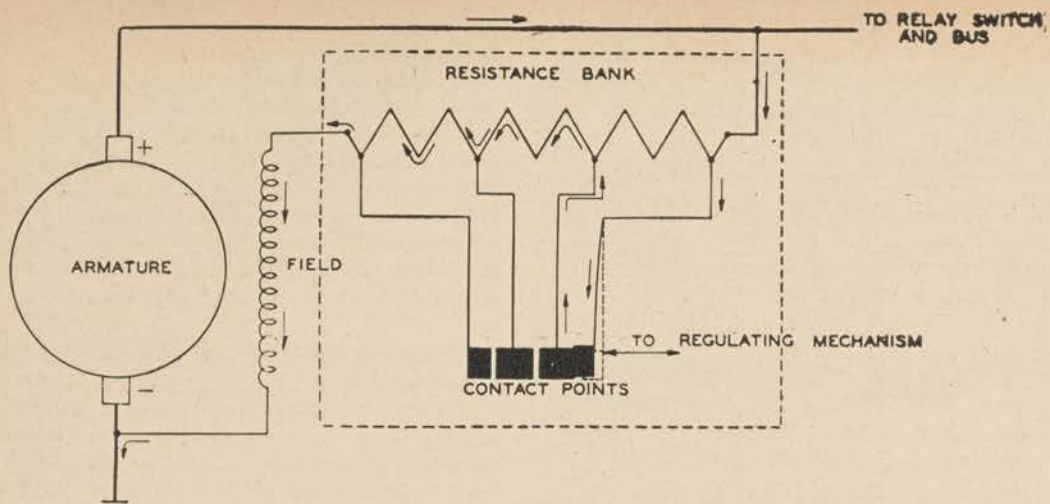 TO RELAY SWITCH
AND BUS
RESISTANCE BANK
+
ARMATURE
FIELD
TO REGULATING MECHANISM
−
CONTACT POINTS